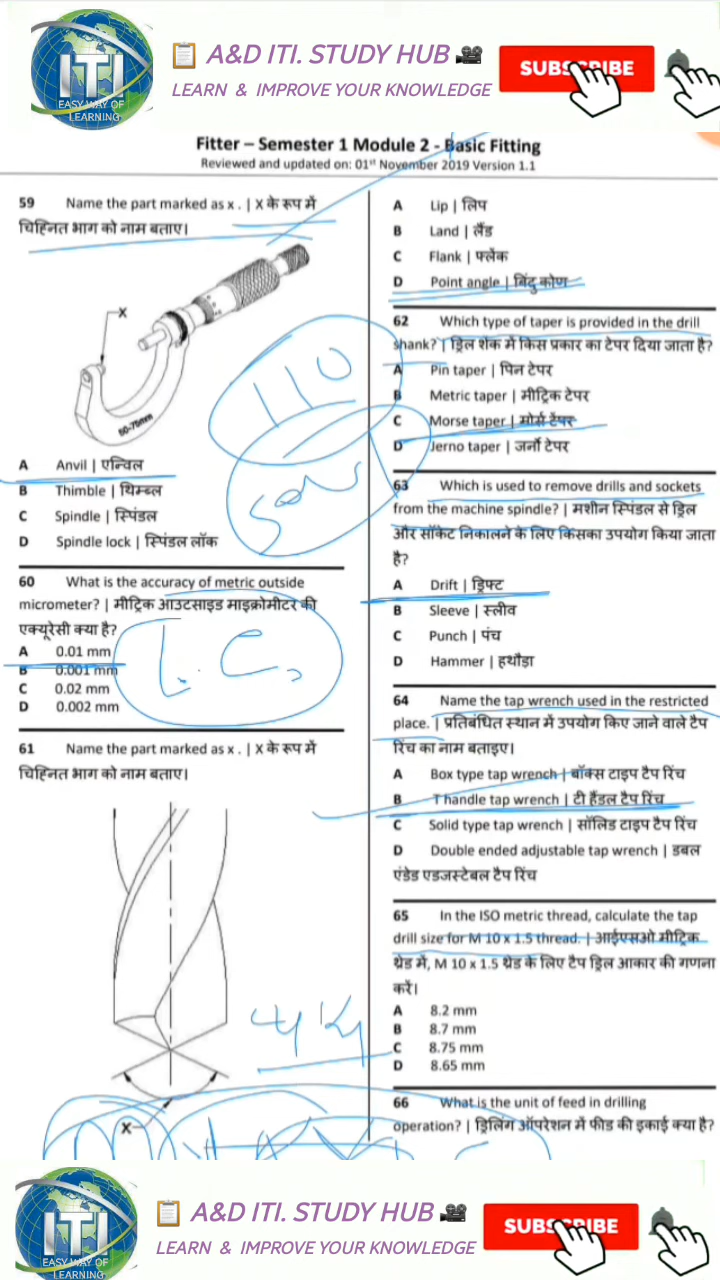 ITI
EASY WAY OF
LEARNING
📋 A&D ITI. STUDY HUB 🎥
LEARN & IMPROVE YOUR KNOWLEDGE
SUBSCRIBE
Fitter – Semester 1 Module 2 - Basic Fitting
Reviewed and updated on: 01st November 2019 Version 1.1
59 Name the part marked as x . | X के रूप में
चिह्नित भाग को नाम बताए।
X
50-75mm
A Anvil | एन्विल
B Thimble | थिम्ब्ल
C Spindle | स्पिंडल
D Spindle lock | स्पिंडल लॉक
60 What is the accuracy of metric outside
micrometer? | मीट्रिक आउटसाइड माइक्रोमीटर की
एक्यूरेसी क्या है?
A 0.01 mm
B 0.001 mm
C 0.02 mm
D 0.002 mm
L.C.
61 Name the part marked as x . | X के रूप में
चिह्नित भाग को नाम बताए।
X
A Lip | लिप
B Land | लैंड
C Flank | फ्लेंक
D Point angle | बिंदु कोण
110
62 Which type of taper is provided in the drill
shank? | ड्रिल शेंक में किस प्रकार का टेपर दिया जाता है?
A Pin taper | पिन टेपर
B Metric taper | मीट्रिक टेपर
C Morse taper | मोर्स टेपर
D Jerno taper | जर्नो टेपर
63 Which is used to remove drills and sockets
from the machine spindle? | मशीन स्पिंडल से ड्रिल
और सॉकेट निकालने के लिए किसका उपयोग किया जाता
है?
A Drift | ड्रिफ्ट
B Sleeve | स्लीव
C Punch | पंच
D Hammer | हथौड़ा
64 Name the tap wrench used in the restricted
place. | प्रतिबंधित स्थान में उपयोग किए जाने वाले टैप
रिंच का नाम बताइए।
A Box type tap wrench | बॉक्स टाइप टैप रिंच
B T handle tap wrench | टी हैंडल टैप रिंच
C Solid type tap wrench | सॉलिड टाइप टैप रिंच
D Double ended adjustable tap wrench | डबल
एंडेड एडजस्टेबल टैप रिंच
65 In the ISO metric thread, calculate the tap
drill size for M 10 x 1.5 thread. | आईएसओ मीट्रिक
थ्रेड में, M 10 x 1.5 थ्रेड के लिए टैप ड्रिल आकार की गणना
करें।
A 8.2 mm
B 8.7 mm
C 8.75 mm
D 8.65 mm
66 What is the unit of feed in drilling
operation? | ड्रिलिंग ऑपरेशन में फीड की इकाई क्या है?
ITI
EASY WAY OF
LEARNING
📋 A&D ITI. STUDY HUB 🎥
LEARN & IMPROVE YOUR KNOWLEDGE
SUBSCRIBE